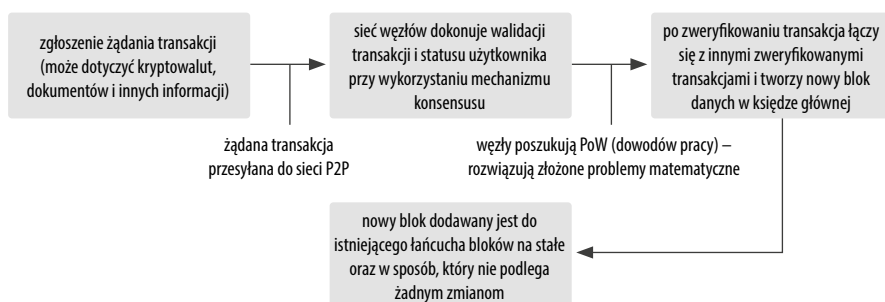 zgłoszenie żądania transakcji
(może dotyczyć kryptowalut,
dokumentów i innych informacji)
żądana transakcja
przesyłana do sieci P2P
sieć węzłów dokonuje walidacji
transakcji i statusu użytkownika
przy wykorzystaniu mechanizmu
konsensusu
węzły poszukują PoW (dowodów pracy) –
rozwiązują złożone problemy matematyczne
po zweryfikowaniu transakcja łączy
się z innymi zweryfikowanymi
transakcjami i tworzy nowy blok
danych w księdze głównej
nowy blok dodawany jest do
istniejącego łańcucha bloków na stałe
oraz w sposób, który nie podlega
żadnym zmianom